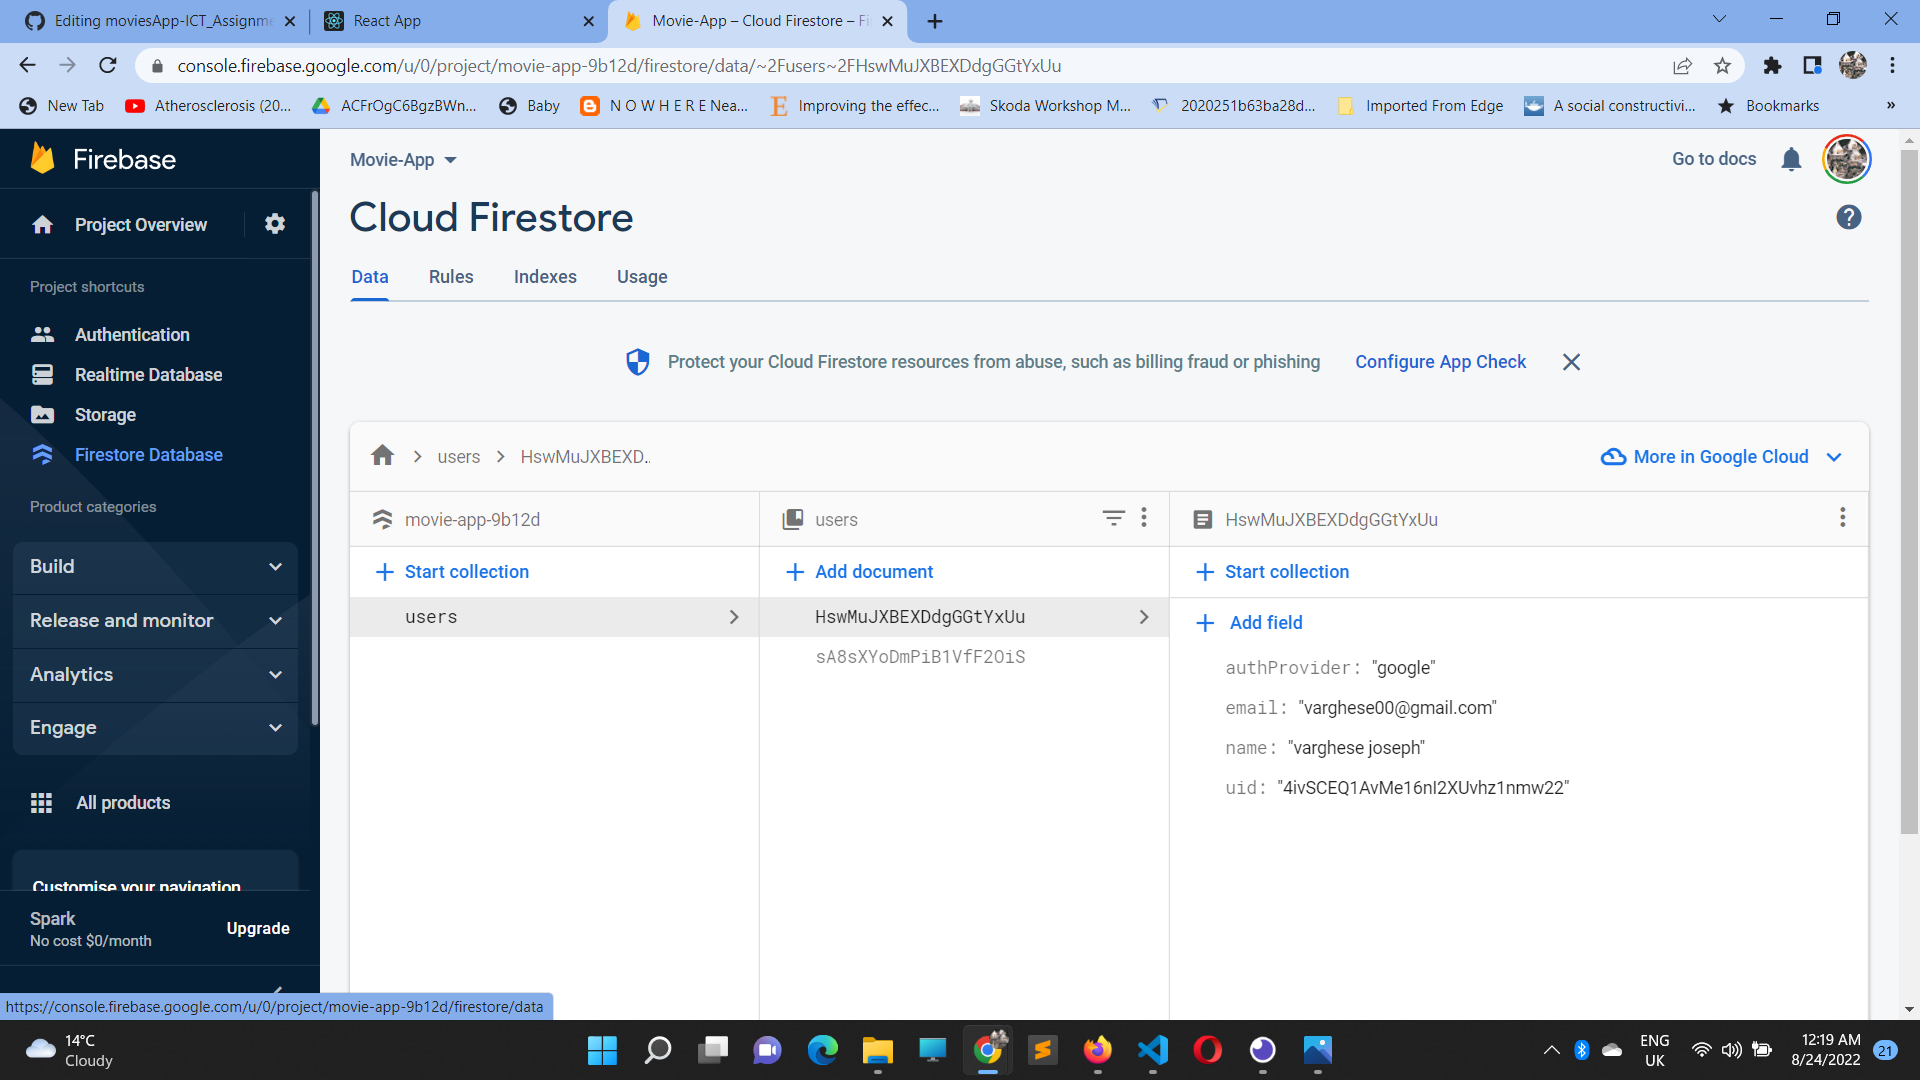 Editing moviesApp-ICT_Assignme
React App
Movie-App – Cloud Firestore – Fi
console.firebase.google.com/u/0/project/movie-app-9b12d/firestore/data/~2Fusers~2FHswMuJXBEXDdgGGtYxUu
New Tab
Atherosclerosis (20...
ACFrOgC6BgzBWn...
Baby
N O W H E R E Nea...
Improving the effec...
Skoda Workshop M...
2020251b63ba28d...
Imported From Edge
A social constructivi...
Bookmarks
»
Firebase
Project Overview
Project shortcuts
Authentication
Realtime Database
Storage
Firestore Database
Product categories
Build
Release and monitor
Analytics
Engage
All products
Customise your navigation
Spark
No cost $0/month
Upgrade
https://console.firebase.google.com/u/0/project/movie-app-9b12d/firestore/data
Movie-App
Go to docs
Cloud Firestore
Data
Rules
Indexes
Usage
Protect your Cloud Firestore resources from abuse, such as billing fraud or phishing
Configure App Check
users
HswMuJXBEXD..
More in Google Cloud
movie-app-9b12d
users
HswMuJXBEXDdgGGtYxUu
Start collection
Add document
Start collection
users
HswMuJXBEXDdgGGtYxUu
sA8sXYoDmPiB1VfF2OiS
Add field
authProvider: "google"
email: "varghese00@gmail.com"
name: "varghese joseph"
uid: "4ivSCEQ1AvMe16nI2XUvhz1nmw22"
14°C
Cloudy
ENG
UK
12:19 AM
8/24/2022
21